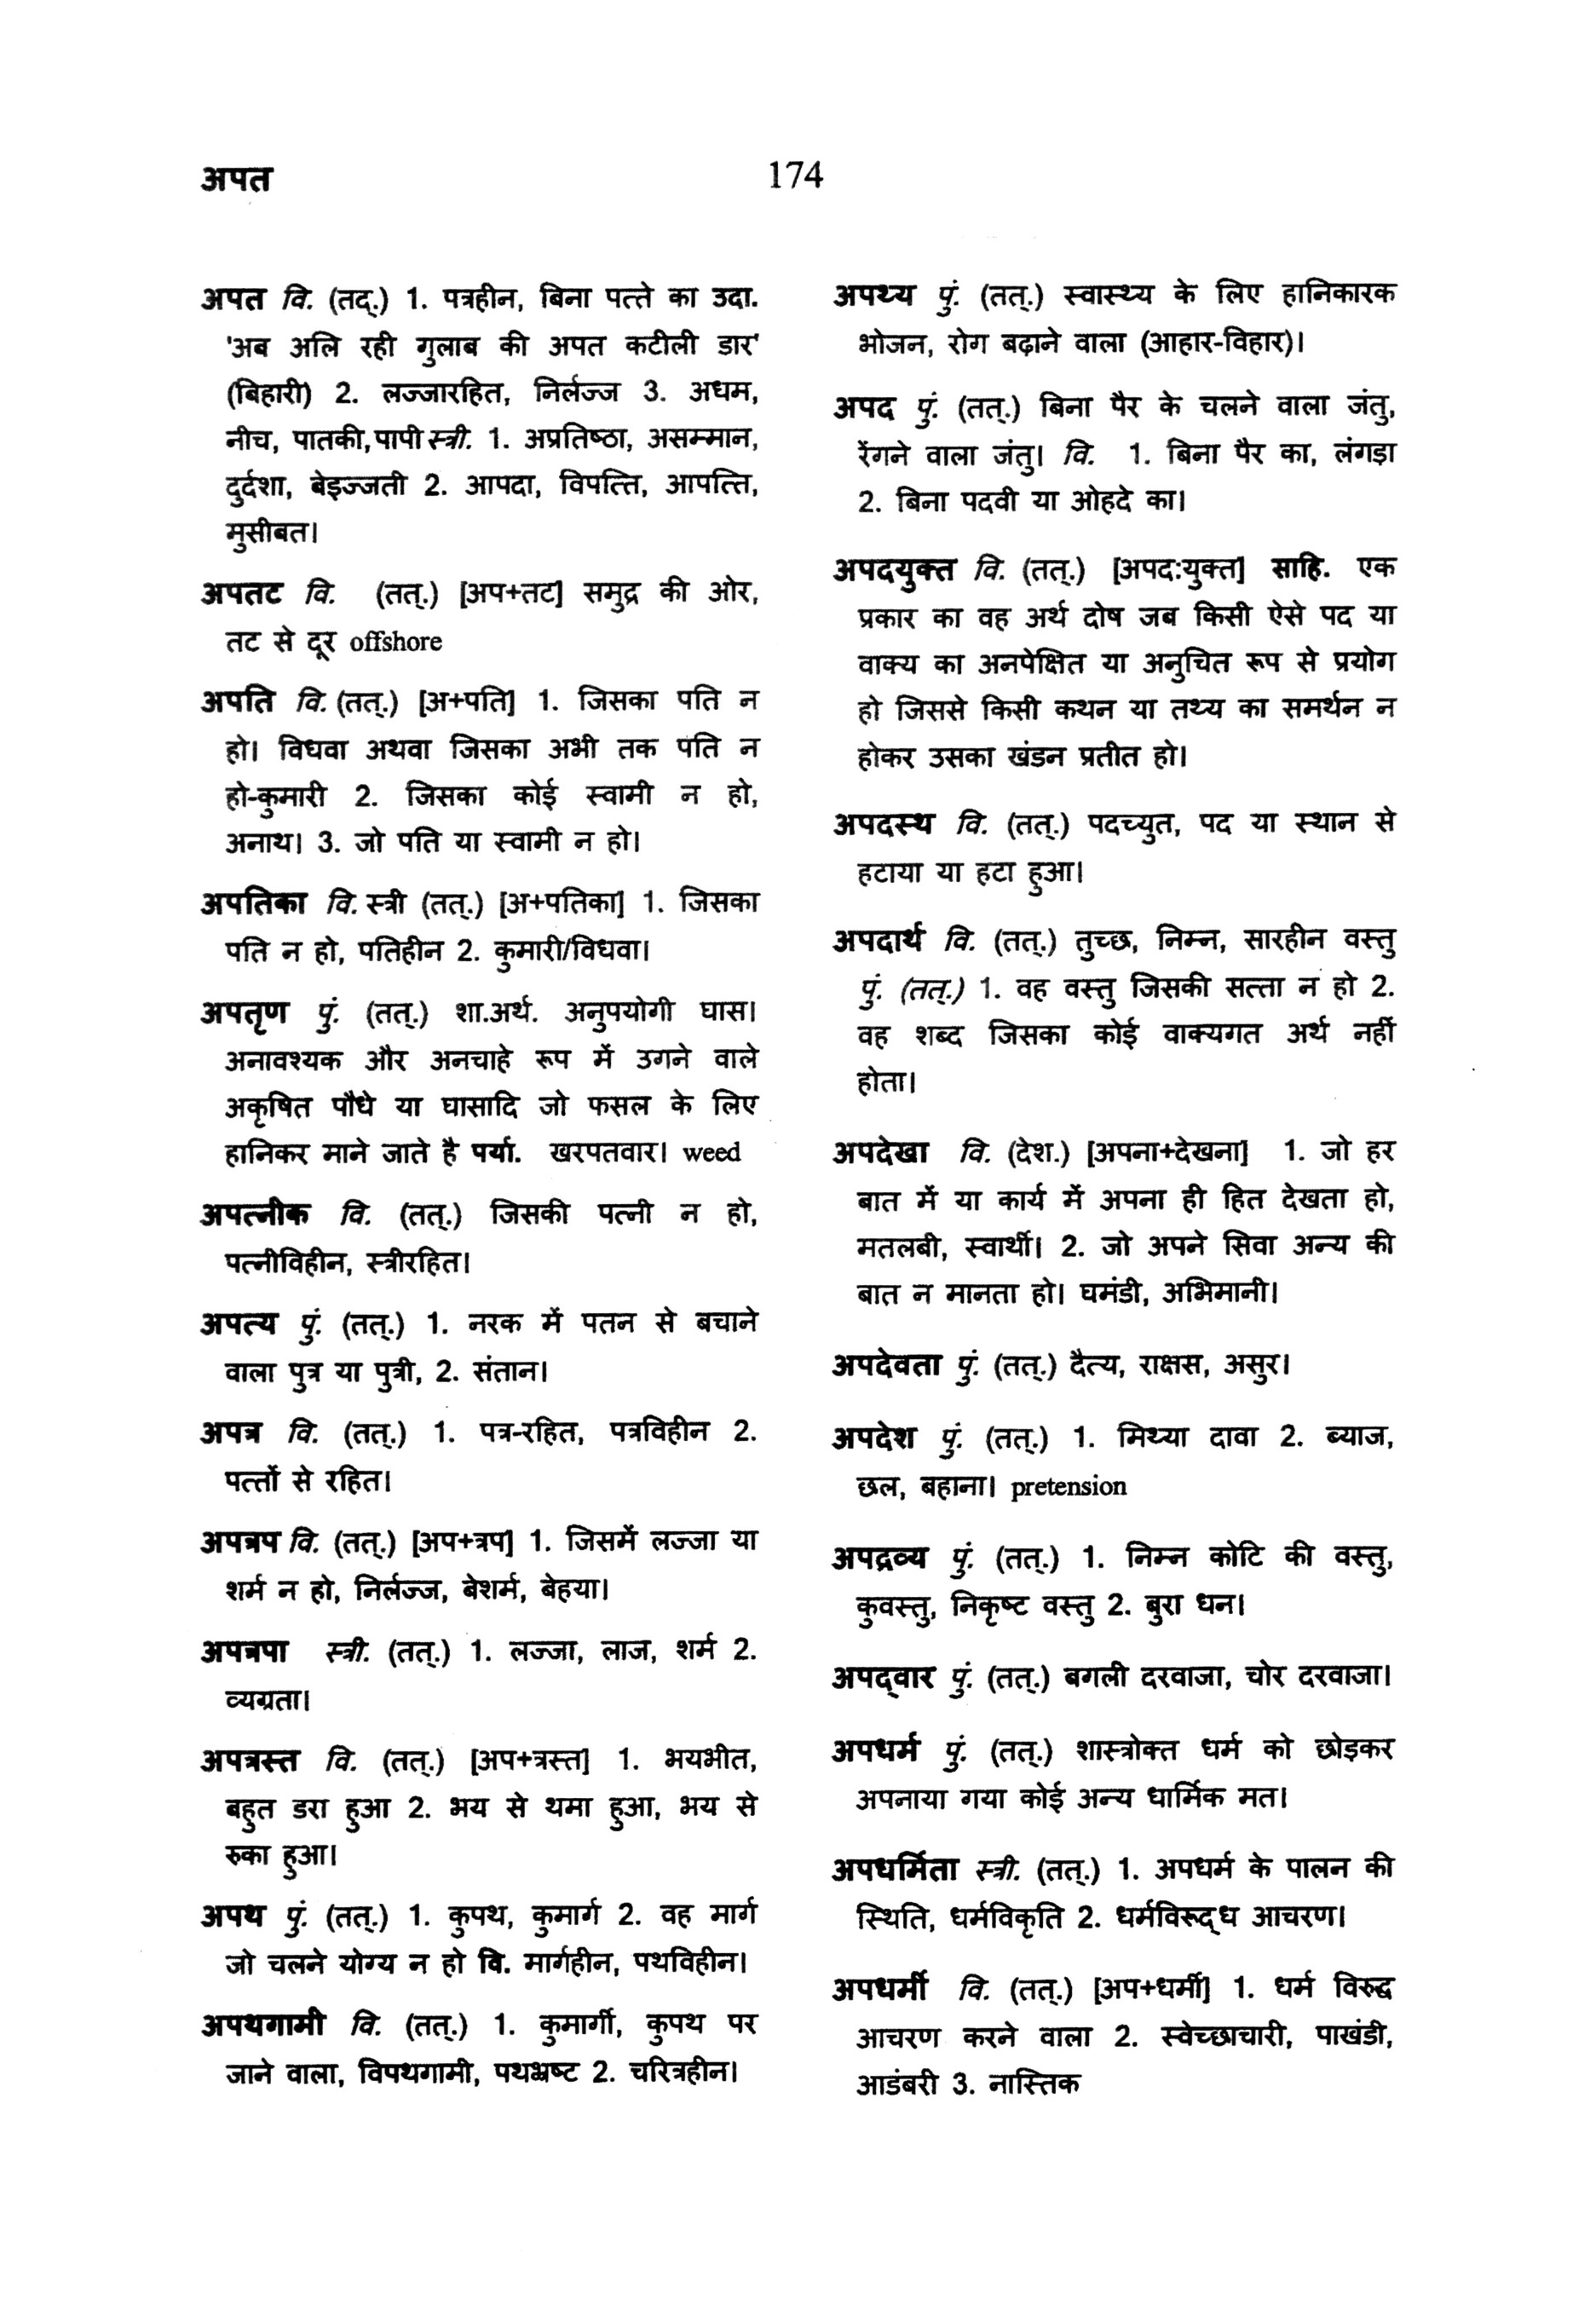 अपत
174
अपत वि. (तद्.) 1. पत्रहीन, बिना पत्ते का उदा.
'अब अलि रही गुलाब की अपत कटीली डार'
(बिहारी) 2. लज्जारहित, निर्लज्ज 3. अधम,
नीच, पातकी,पापी स्त्री. 1. अप्रतिष्ठा, असम्मान,
दुर्दशा, बेइज्जती 2. आपदा, विपत्ति, आपत्ति,
मुसीबत।
अपतट वि. (तत्.) [अप+तट] समुद्र की ओर,
तट से दूर offshore
अपति वि. (तत्.) [अ+पति] 1. जिसका पति न
हो। विधवा अथवा जिसका अभी तक पति न
हो-कुमारी 2. जिसका कोई स्वामी न हो,
अनाथ। 3. जो पति या स्वामी न हो।
अपतिका वि. स्त्री (तत्.) [अ+पतिका] 1. जिसका
पति न हो, पतिहीन 2. कुमारी/विधवा।
अपतृण पुं. (तत्.) शा.अर्थ. अनुपयोगी घास।
अनावश्यक और अनचाहे रूप में उगने वाले
अकृषित पौधे या घासादि जो फसल के लिए
हानिकर माने जाते है पर्या. खरपतवार। weed
अपत्नीक वि. (तत्.) जिसकी पत्नी न हो,
पत्नीविहीन, स्त्रीरहित।
अपत्य पुं. (तत्.) 1. नरक में पतन से बचाने
वाला पुत्र या पुत्री, 2. संतान।
अपत्र वि. (तत्.) 1. पत्र-रहित, पत्रविहीन 2.
पत्तों से रहित।
अपत्रप वि. (तत्.) [अप+त्रप] 1. जिसमें लज्जा या
शर्म न हो, निर्लज्ज, बेशर्म, बेहया।
अपत्रपा स्त्री. (तत्.) 1. लज्जा, लाज, शर्म 2.
व्यग्रता।
अपत्रस्त वि. (तत्.) [अप+त्रस्त] 1. भयभीत,
बहुत डरा हुआ 2. भय से थमा हुआ, भय से
रुका हुआ।
अपथ पुं. (तत्.) 1. कुपथ, कुमार्ग 2. वह मार्ग
जो चलने योग्य न हो वि. मार्गहीन, पथविहीन।
अपथगामी वि. (तत्.) 1. कुमार्गी, कुपथ पर
जाने वाला, विपथगामी, पथभ्रष्ट 2. चरित्रहीन।
अपथ्य पुं. (तत्.) स्वास्थ्य के लिए हानिकारक
भोजन, रोग बढ़ाने वाला (आहार-विहार)।
अपद पुं. (तत्.) बिना पैर के चलने वाला जंतु,
रेंगने वाला जंतु। वि. 1. बिना पैर का, लंगड़ा
2. बिना पदवी या ओहदे का।
अपदयुक्त वि. (तत्.) [अपद:युक्त] साहि. एक
प्रकार का वह अर्थ दोष जब किसी ऐसे पद या
वाक्य का अनपेक्षित या अनुचित रूप से प्रयोग
हो जिससे किसी कथन या तथ्य का समर्थन न
होकर उसका खंडन प्रतीत हो।
अपदस्थ वि. (तत्.) पदच्युत, पद या स्थान से
हटाया या हटा हुआ।
अपदार्थ वि. (तत्.) तुच्छ, निम्न, सारहीन वस्तु
पुं. (तत्.) 1. वह वस्तु जिसकी सत्ता न हो 2.
वह शब्द जिसका कोई वाक्यगत अर्थ नहीं
होता।
अपदेखा वि. (देश.) [अपना+देखना] 1. जो हर
बात में या कार्य में अपना ही हित देखता हो,
मतलबी, स्वार्थी। 2. जो अपने सिवा अन्य की
बात न मानता हो। घमंडी, अभिमानी।
अपदेवता पुं. (तत्.) दैत्य, राक्षस, असुर।
अपदेश पुं. (तत्.) 1. मिथ्या दावा 2. ब्याज,
छल, बहाना। pretension
अपद्रव्य पुं. (तत्.) 1. निम्न कोटि की वस्तु,
कुवस्तु, निकृष्ट वस्तु 2. बुरा धन।
अपद्‌वार पुं. (तत्.) बगली दरवाजा, चोर दरवाजा।
अपधर्म पुं. (तत्.) शास्त्रोक्त धर्म को छोड़कर
अपनाया गया कोई अन्य धार्मिक मत।
अपधर्मिता स्त्री. (तत्.) 1. अपधर्म के पालन की
स्थिति, धर्मविकृति 2. धर्मविरूद्‌ध आचरण।
अपधर्मी वि. (तत्.) [अप+धर्मी] 1. धर्म विरुद्ध
आचरण करने वाला 2. स्वेच्छाचारी, पाखंडी,
आडंबरी 3. नास्तिक